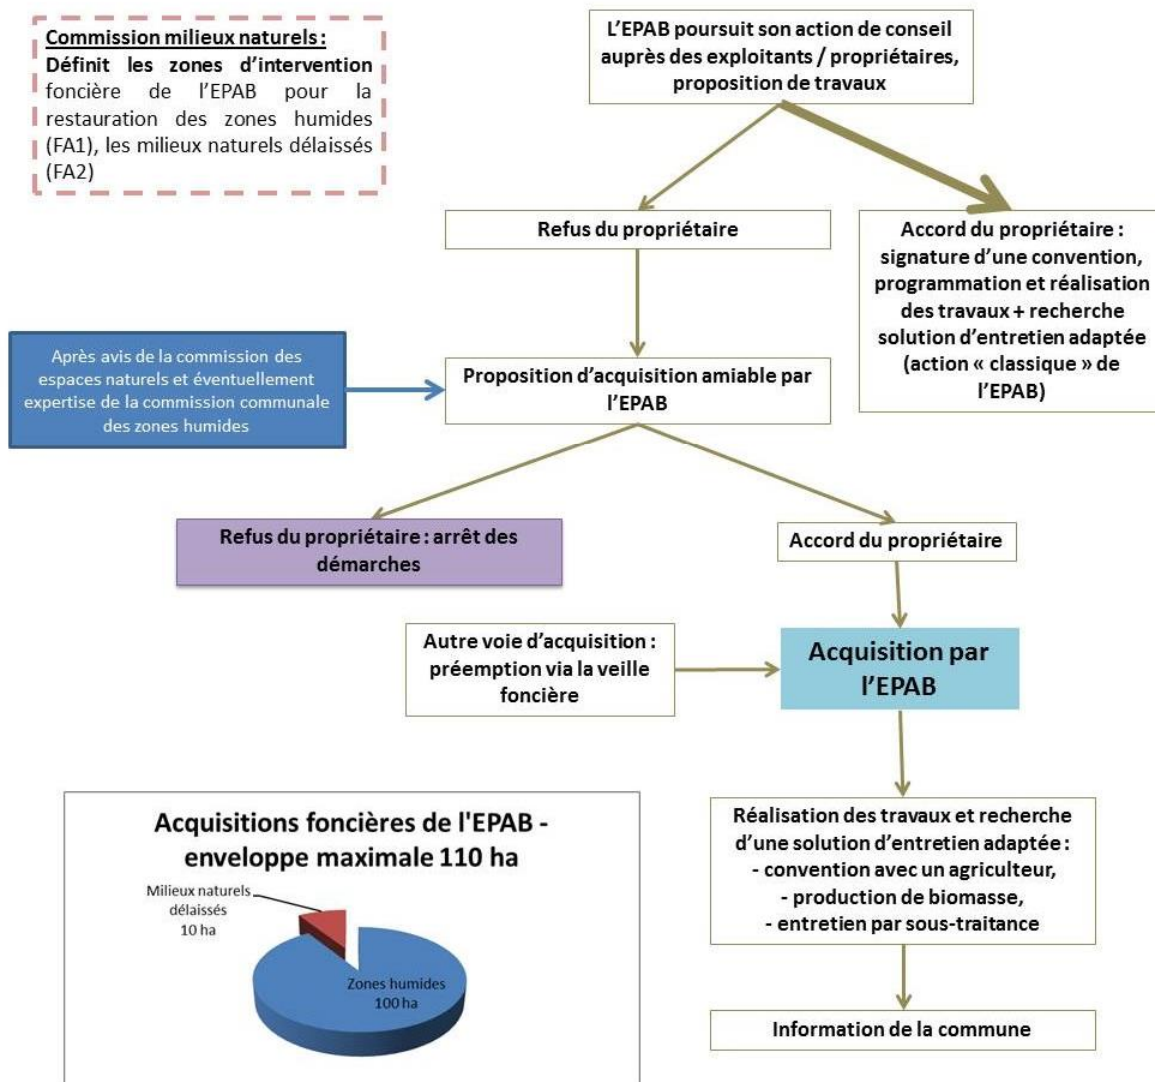 Commission milieux naturels :
Définit les zones d'intervention
foncière de l'EPAB pour la
restauration des zones humides
(FA1), les milieux naturels délaissés
(FA2)
L'EPAB poursuit son action de conseil
auprès des exploitants / propriétaires,
proposition de travaux
Refus du propriétaire
Accord du propriétaire :
signature d'une convention,
programmation et réalisation
des travaux + recherche
solution d'entretien adaptée
(action « classique » de
l'EPAB)
Après avis de la commission des
espaces naturels et éventuellement
expertise de la commission communale
des zones humides
Proposition d'acquisition amiable par
l'EPAB
Refus du propriétaire : arrêt des
démarches
Accord du propriétaire
Autre voie d'acquisition :
préemption via la veille
foncière
Acquisition par
l'EPAB
Réalisation des travaux et recherche
d'une solution d'entretien adaptée :
- convention avec un agriculteur,
- production de biomasse,
- entretien par sous-traitance
Information de la commune
Acquisitions foncières de l'EPAB -
enveloppe maximale 110 ha
Milieux naturels
délaissés
10 ha
Zones humides
100 ha